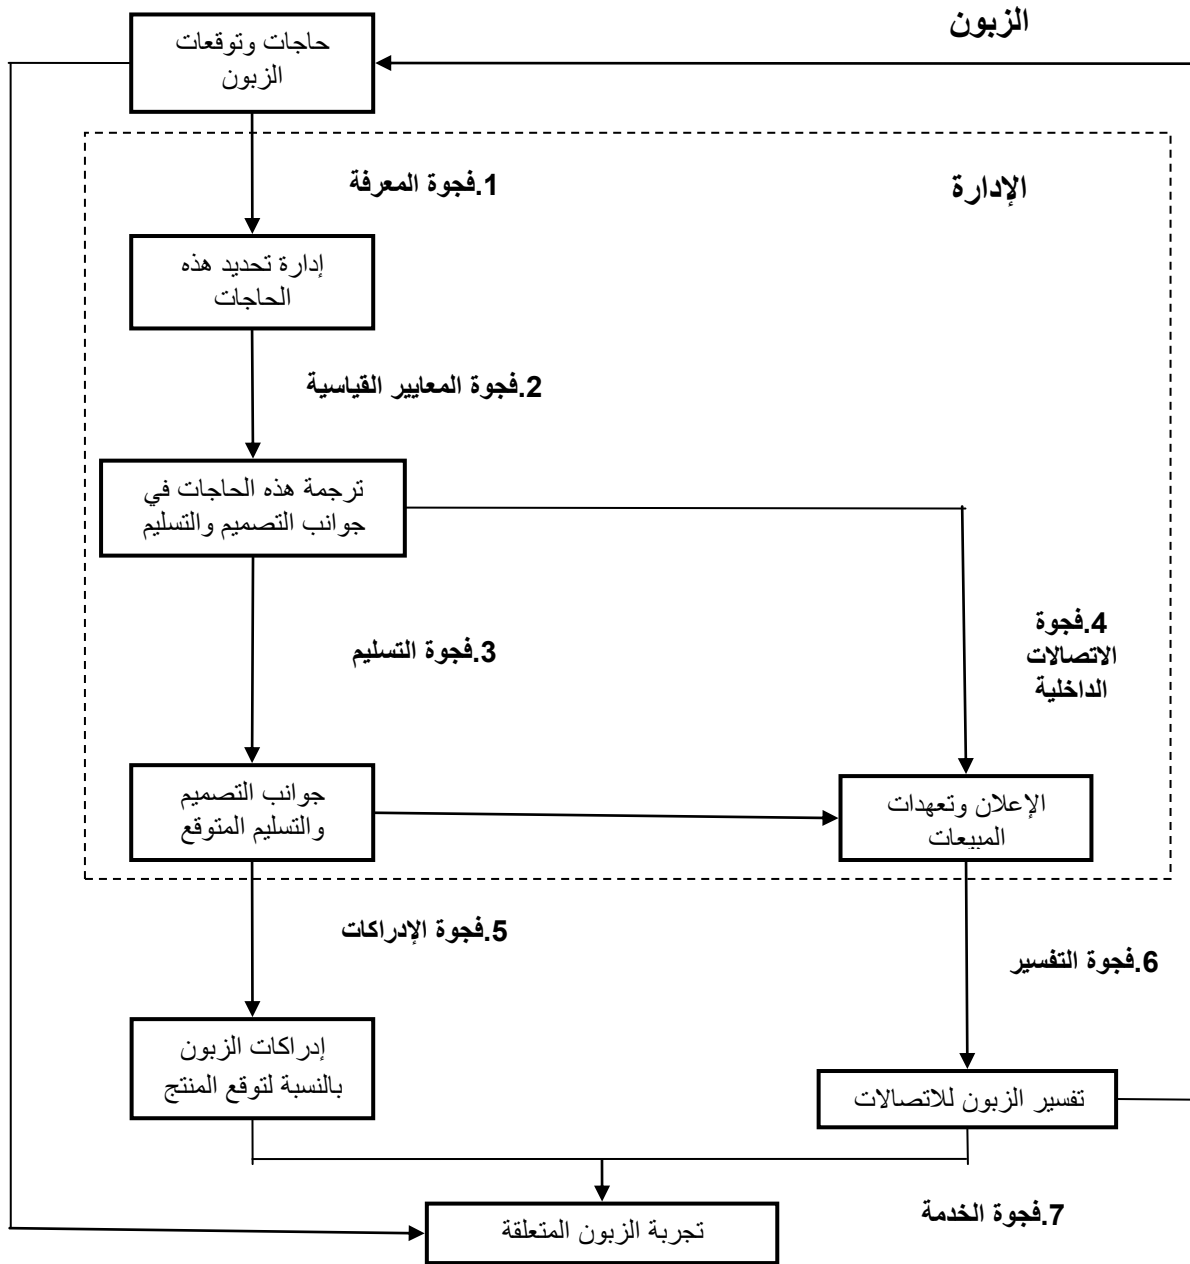 الزبون
حاجات وتوقعات
الزبون
الإدارة
1.فجوة المعرفة
إدارة تحديد هذه
الحاجات
2.فجوة المعايير القياسية
ترجمة هذه الحاجات في
جوانب التصميم والتسليم
3.فجوة التسليم
4.فجوة
الاتصالات
الداخلية
جوانب التصميم
والتسليم المتوقع
الإعلان وتعهدات
المبيعات
5.فجوة الإدراكات
6.فجوة التفسير
إدراكات الزبون
بالنسبة لتوقع المنتج
تفسير الزبون للاتصالات
7.فجوة الخدمة
تجربة الزبون المتعلقة